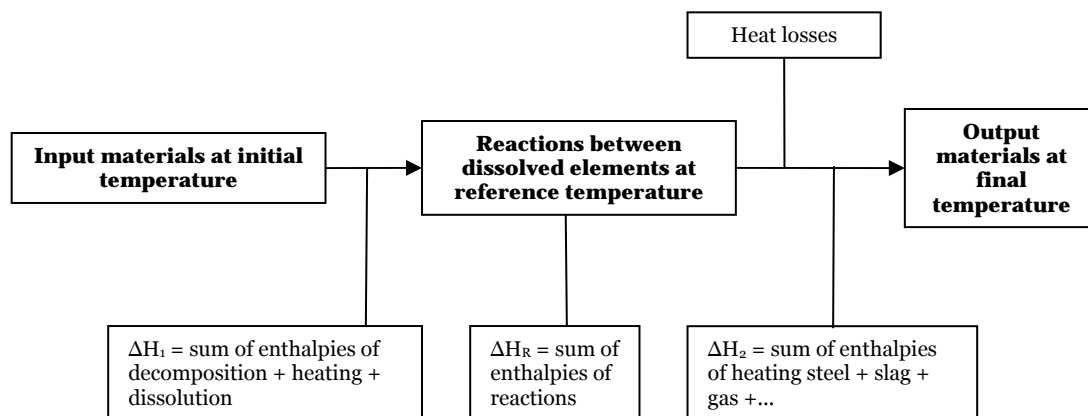 Heat losses
Input materials at initial
temperature
Reactions between
dissolved elements at
reference temperature
Output
materials at
final
temperature
ΔH₁ = sum of enthalpies of
decomposition + heating +
dissolution
ΔHR = sum of
enthalpies of
reactions
ΔH₂ = sum of enthalpies
of heating steel + slag +
gas +...